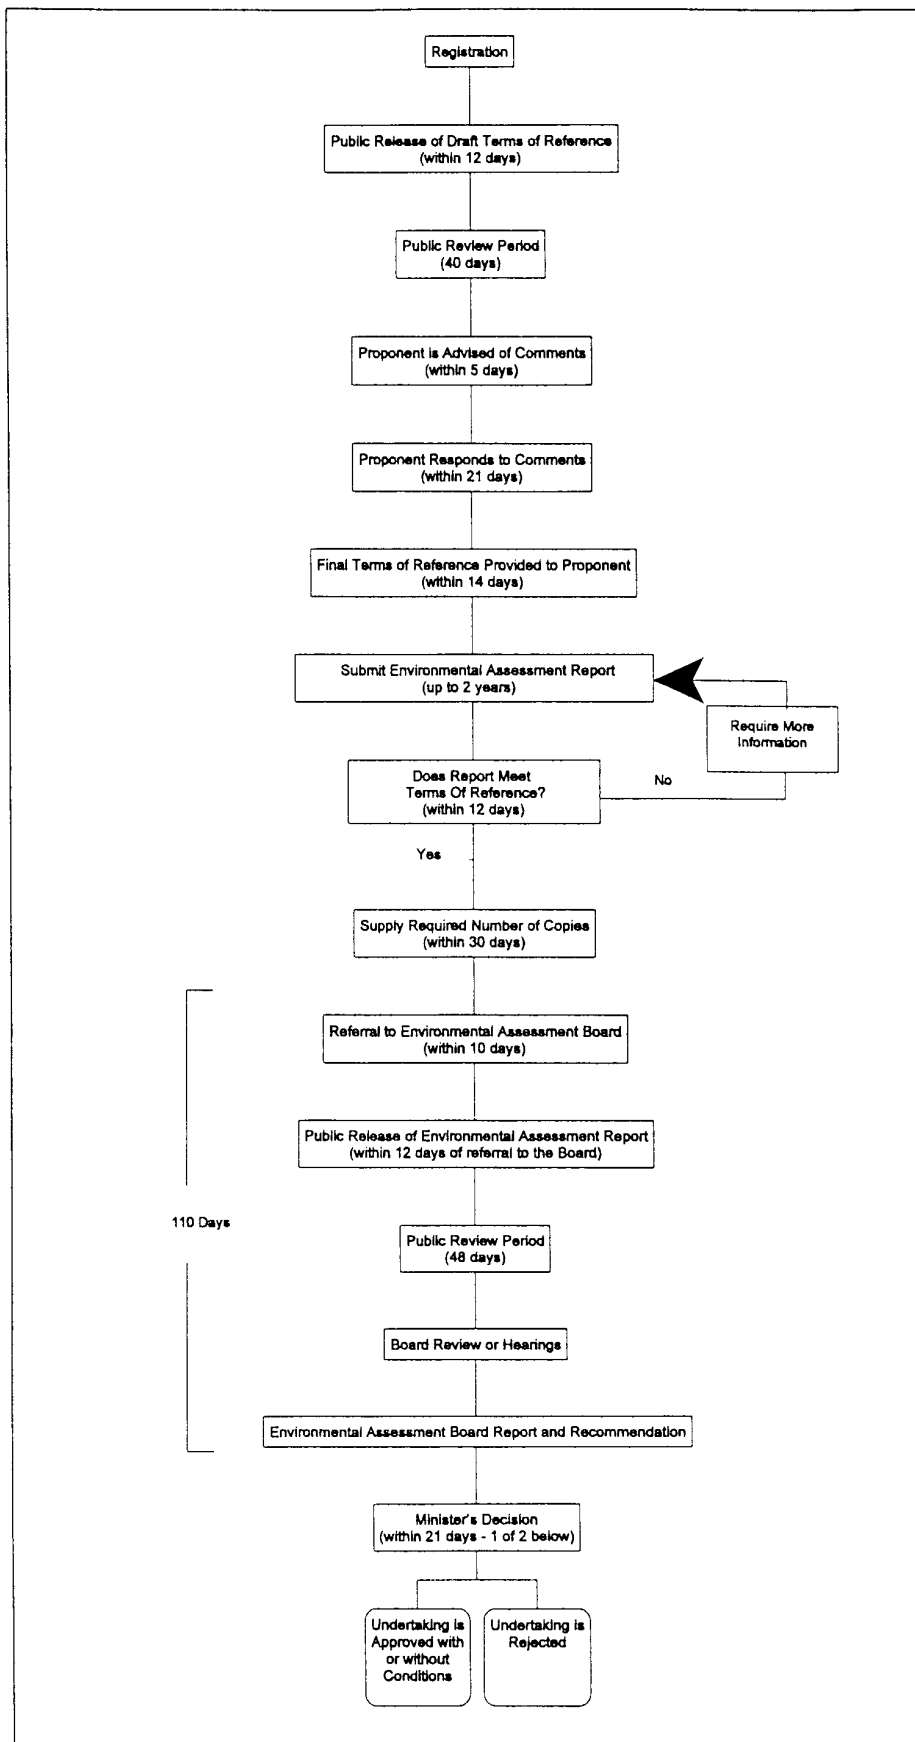 Registration
Public Release of Draft Terms of Reference
(within 12 days)
Public Review Period
(40 days)
Proponent is Advised of Comments
(within 5 days)
Proponent Responds to Comments
(within 21 days)
Final Terms of Reference Provided to Proponent
(within 14 days)
Submit Environmental Assessment Report
(up to 2 years)
Require More
Information
Does Report Meet
Terms Of Reference?
(within 12 days)
No
Yes
Supply Required Number of Copies
(within 30 days)
Referral to Environmental Assessment Board
(within 10 days)
Public Release of Environmental Assessment Report
(within 12 days of referral to the Board)
110 Days
Public Review Period
(48 days)
Board Review or Hearings
Environmental Assessment Board Report and Recommendation
Minister's Decision
(within 21 days - 1 of 2 below)
Undertaking is
Approved with
or without
Conditions
Undertaking is
Rejected